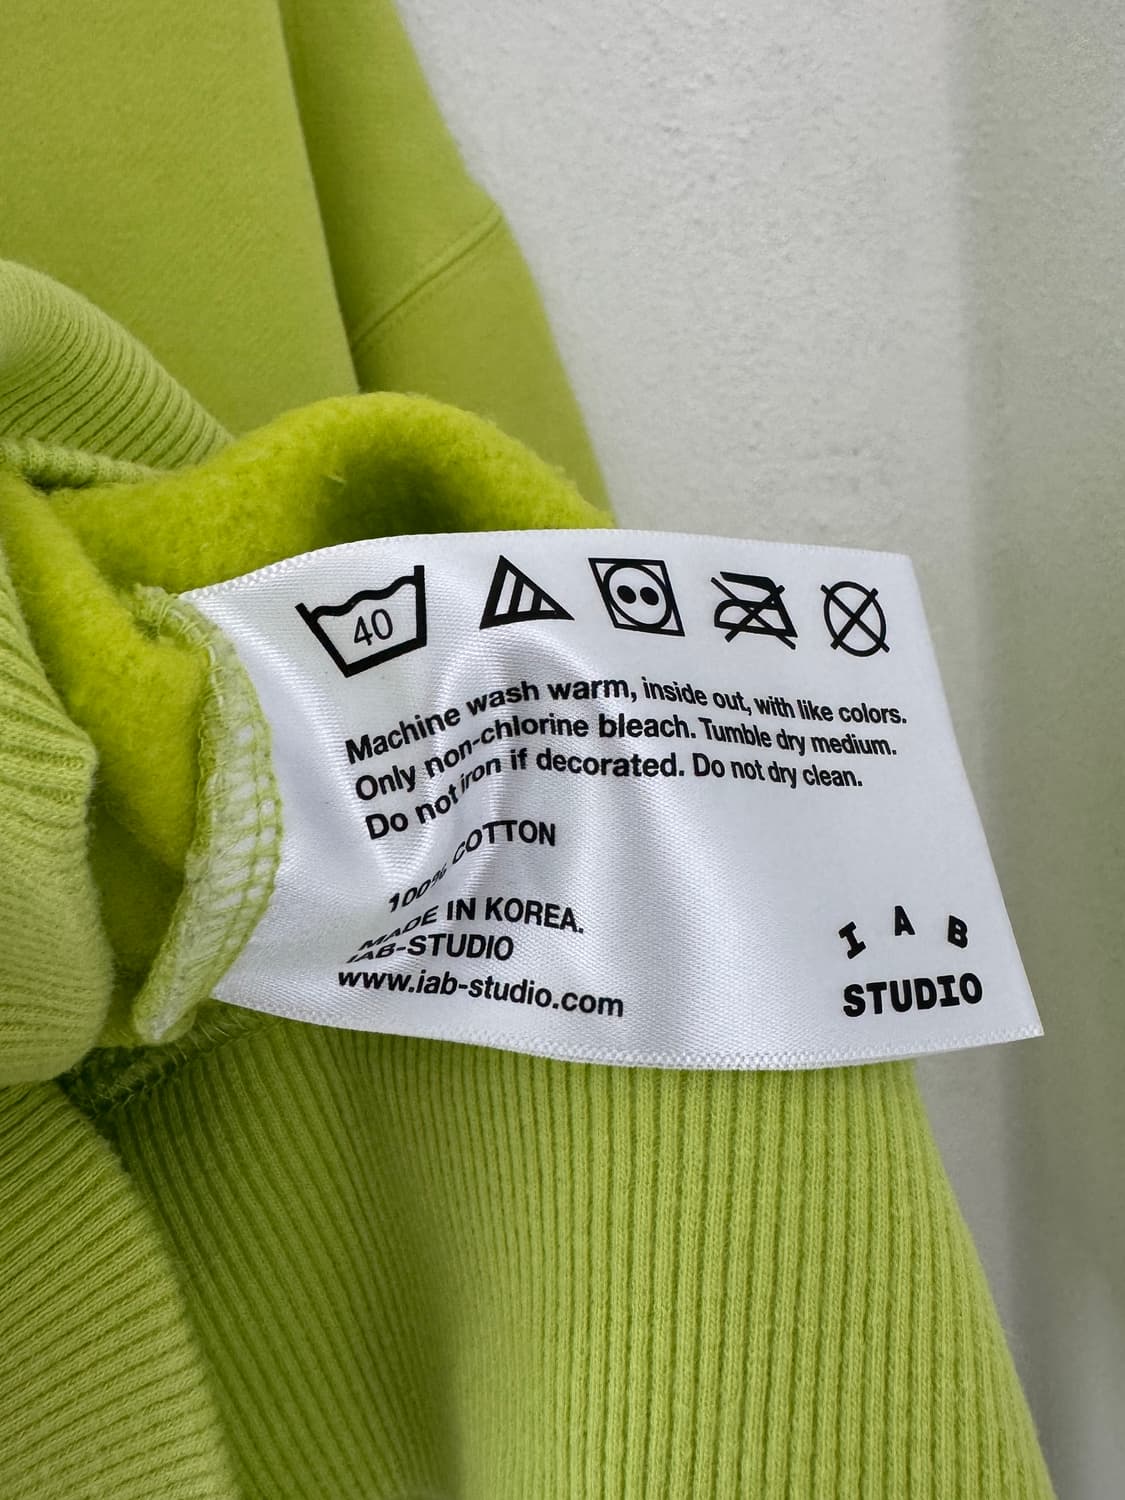 40
Machine wash warm, inside out, with like colors.
Only non-chlorine bleach. Tumble dry medium.
Do not iron if decorated. Do not dry clean.
100% COTTON
MADE IN KOREA.
IAB-STUDIO
www.iab-studio.com
IAB
STUDIO